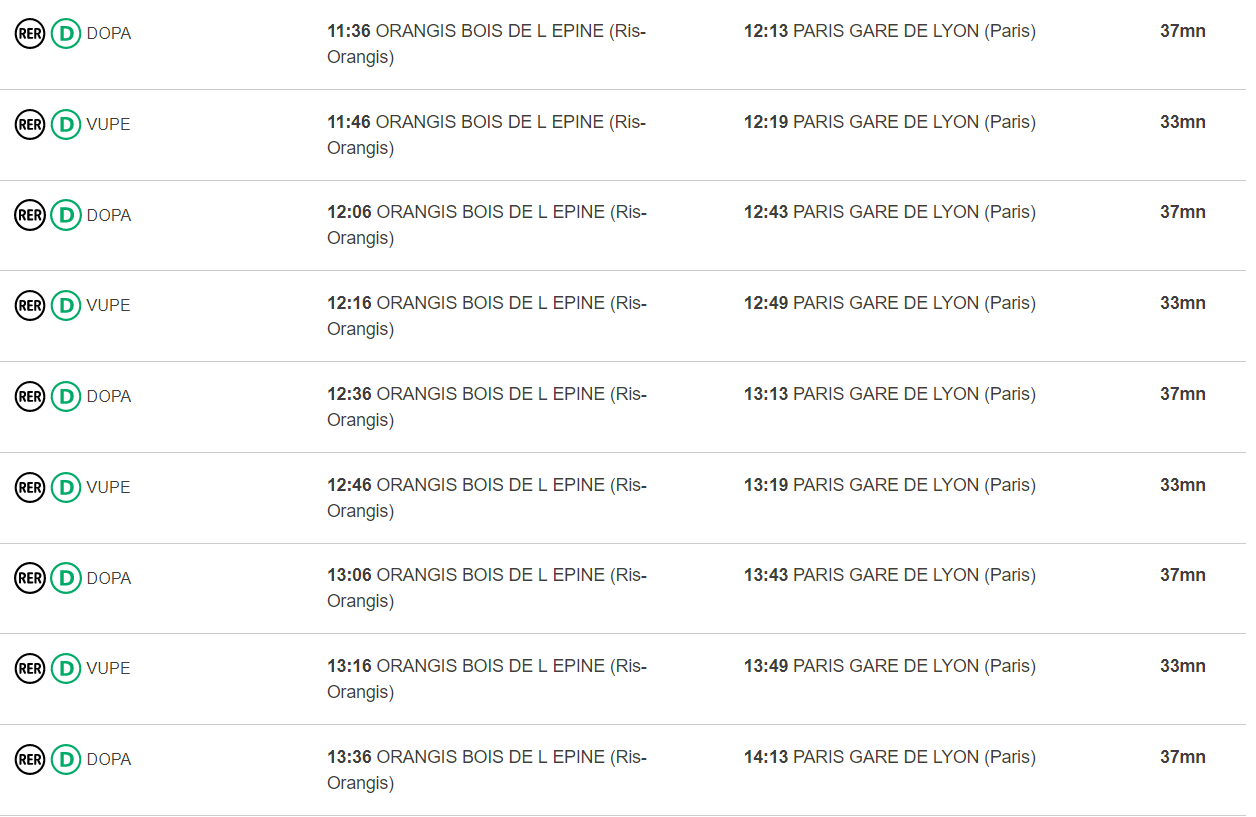 RER D DOPA 11:36 ORANGIS BOIS DE L EPINE (Ris- 12:13 PARIS GARE DE LYON (Paris) 37mn
Orangis)
RER D VUPE 11:46 ORANGIS BOIS DE L EPINE (Ris- 12:19 PARIS GARE DE LYON (Paris) 33mn
Orangis)
RER D DOPA 12:06 ORANGIS BOIS DE L EPINE (Ris- 12:43 PARIS GARE DE LYON (Paris) 37mn
Orangis)
RER D VUPE 12:16 ORANGIS BOIS DE L EPINE (Ris- 12:49 PARIS GARE DE LYON (Paris) 33mn
Orangis)
RER D DOPA 12:36 ORANGIS BOIS DE L EPINE (Ris- 13:13 PARIS GARE DE LYON (Paris) 37mn
Orangis)
RER D VUPE 12:46 ORANGIS BOIS DE L EPINE (Ris- 13:19 PARIS GARE DE LYON (Paris) 33mn
Orangis)
RER D DOPA 13:06 ORANGIS BOIS DE L EPINE (Ris- 13:43 PARIS GARE DE LYON (Paris) 37mn
Orangis)
RER D VUPE 13:16 ORANGIS BOIS DE L EPINE (Ris- 13:49 PARIS GARE DE LYON (Paris) 33mn
Orangis)
RER D DOPA 13:36 ORANGIS BOIS DE L EPINE (Ris- 14:13 PARIS GARE DE LYON (Paris) 37mn
Orangis)